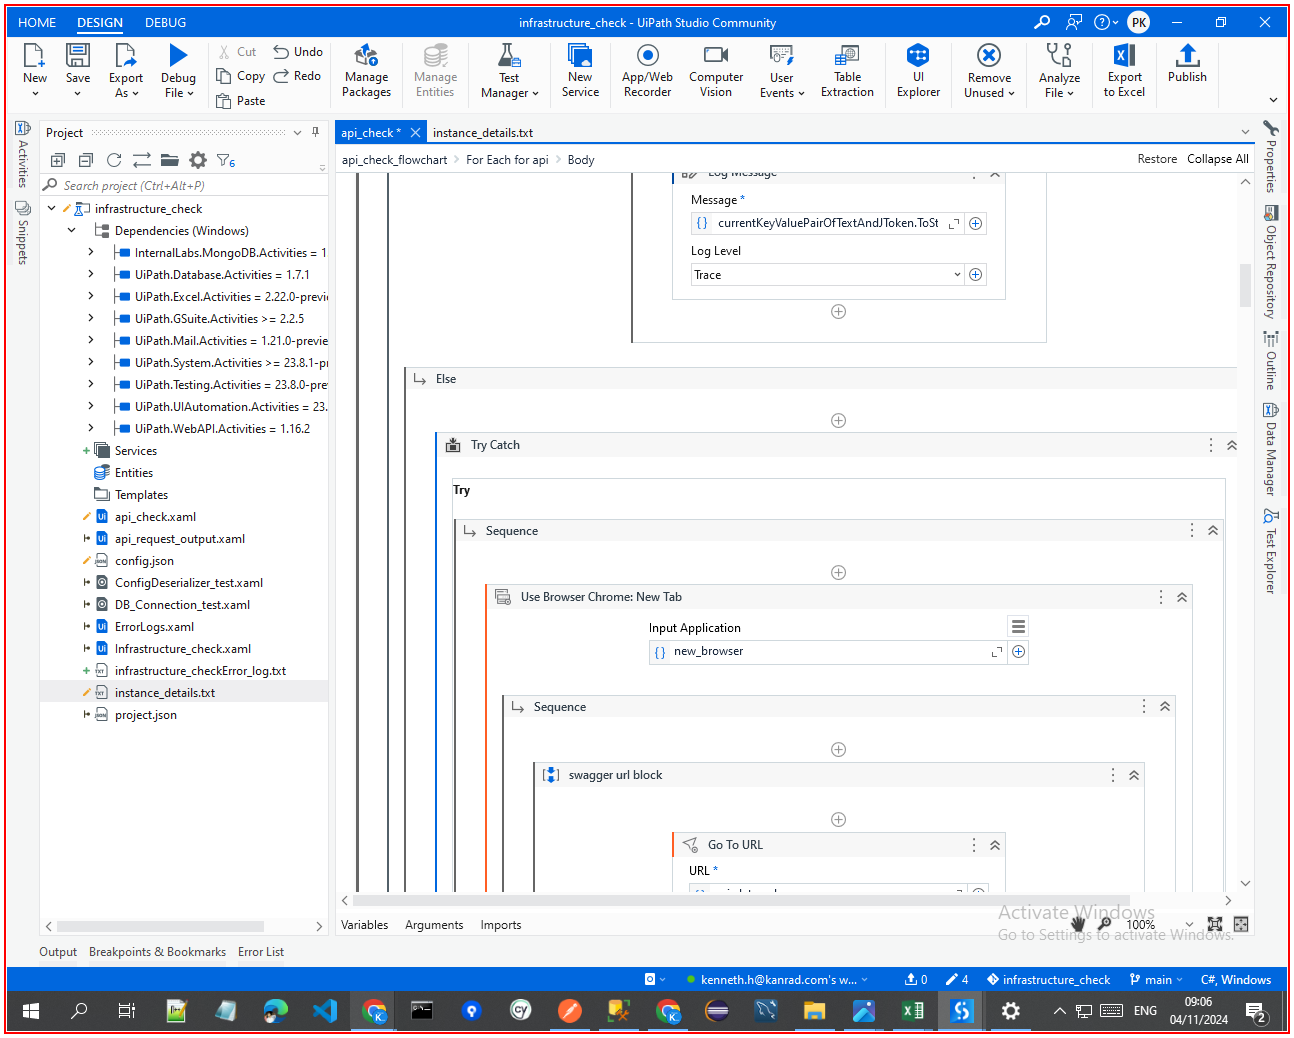 HOME DESIGN DEBUG
infrastructure_check - UiPath Studio Community
PK
New
Save
Export As
Debug File
Cut
Copy
Paste
Undo
Redo
Manage Packages
Manage Entities
Test Manager
New Service
App/Web Recorder
Computer Vision
User Events
Table Extraction
UI Explorer
Remove Unused
Analyze File
Export to Excel
Publish
Activities
Snippets
Project
6
Search project (Ctrl+Alt+P)
infrastructure_check
Dependencies (Windows)
InternalLabs.MongoDB.Activities = 1
UiPath.Database.Activities = 1.7.1
UiPath.Excel.Activities = 2.22.0-previe
UiPath.GSuite.Activities >= 2.2.5
UiPath.Mail.Activities = 1.21.0-preview
UiPath.System.Activities >= 23.8.1-pr
UiPath.Testing.Activities = 23.8.0-pre
UiPath.UIAutomation.Activities = 23.
UiPath.WebAPI.Activities = 1.16.2
Services
Entities
Templates
api_check.xaml
api_request_output.xaml
config.json
ConfigDeserializer_test.xaml
DB_Connection_test.xaml
ErrorLogs.xaml
Infrastructure_check.xaml
infrastructure_checkError_log.txt
instance_details.txt
project.json
api_check *
instance_details.txt
api_check_flowchart > For Each for api > Body
Restore Collapse All
Log Message
Message *
currentKeyValuePairOfTextAndJToken.ToSt
Log Level
Trace
Else
Try Catch
Try
Sequence
Use Browser Chrome: New Tab
Input Application
new_browser
Sequence
swagger url block
Go To URL
URL *
Variables Arguments Imports
100%
Activate Windows
Go to Settings to activate Windows.
Properties
Object Repository
Outline
Data Manager
Test Explorer
Output Breakpoints & Bookmarks Error List
kenneth.h@kanrad.com's w...
0
4
infrastructure_check
main
C#, Windows
ENG
09:06
04/11/2024
2